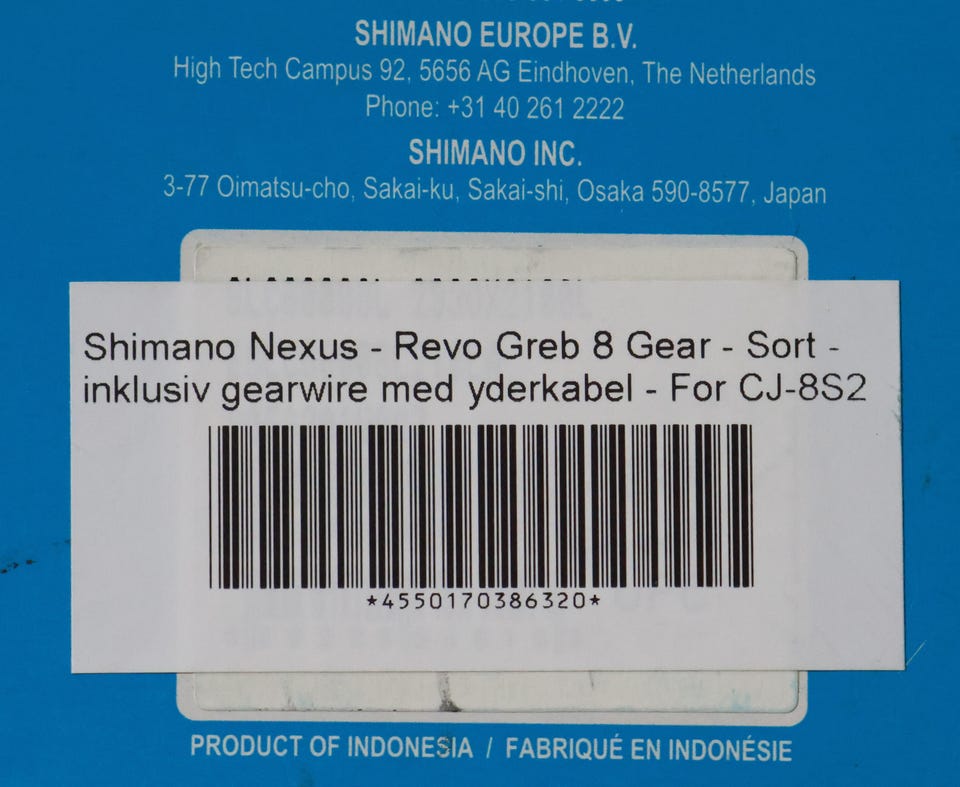 SHIMANO EUROPE B.V.
High Tech Campus 92, 5656 AG Eindhoven, The Netherlands
Phone: +31 40 261 2222
SHIMANO INC.
3-77 Oimatsu-cho, Sakai-ku, Sakai-shi, Osaka 590-8577, Japan
Shimano Nexus - Revo Greb 8 Gear - Sort -
inklusiv gearwire med yderkabel - For CJ-8S2
*4550170386320*
PRODUCT OF INDONESIA / FABRIQUÉ EN INDONÉSIE